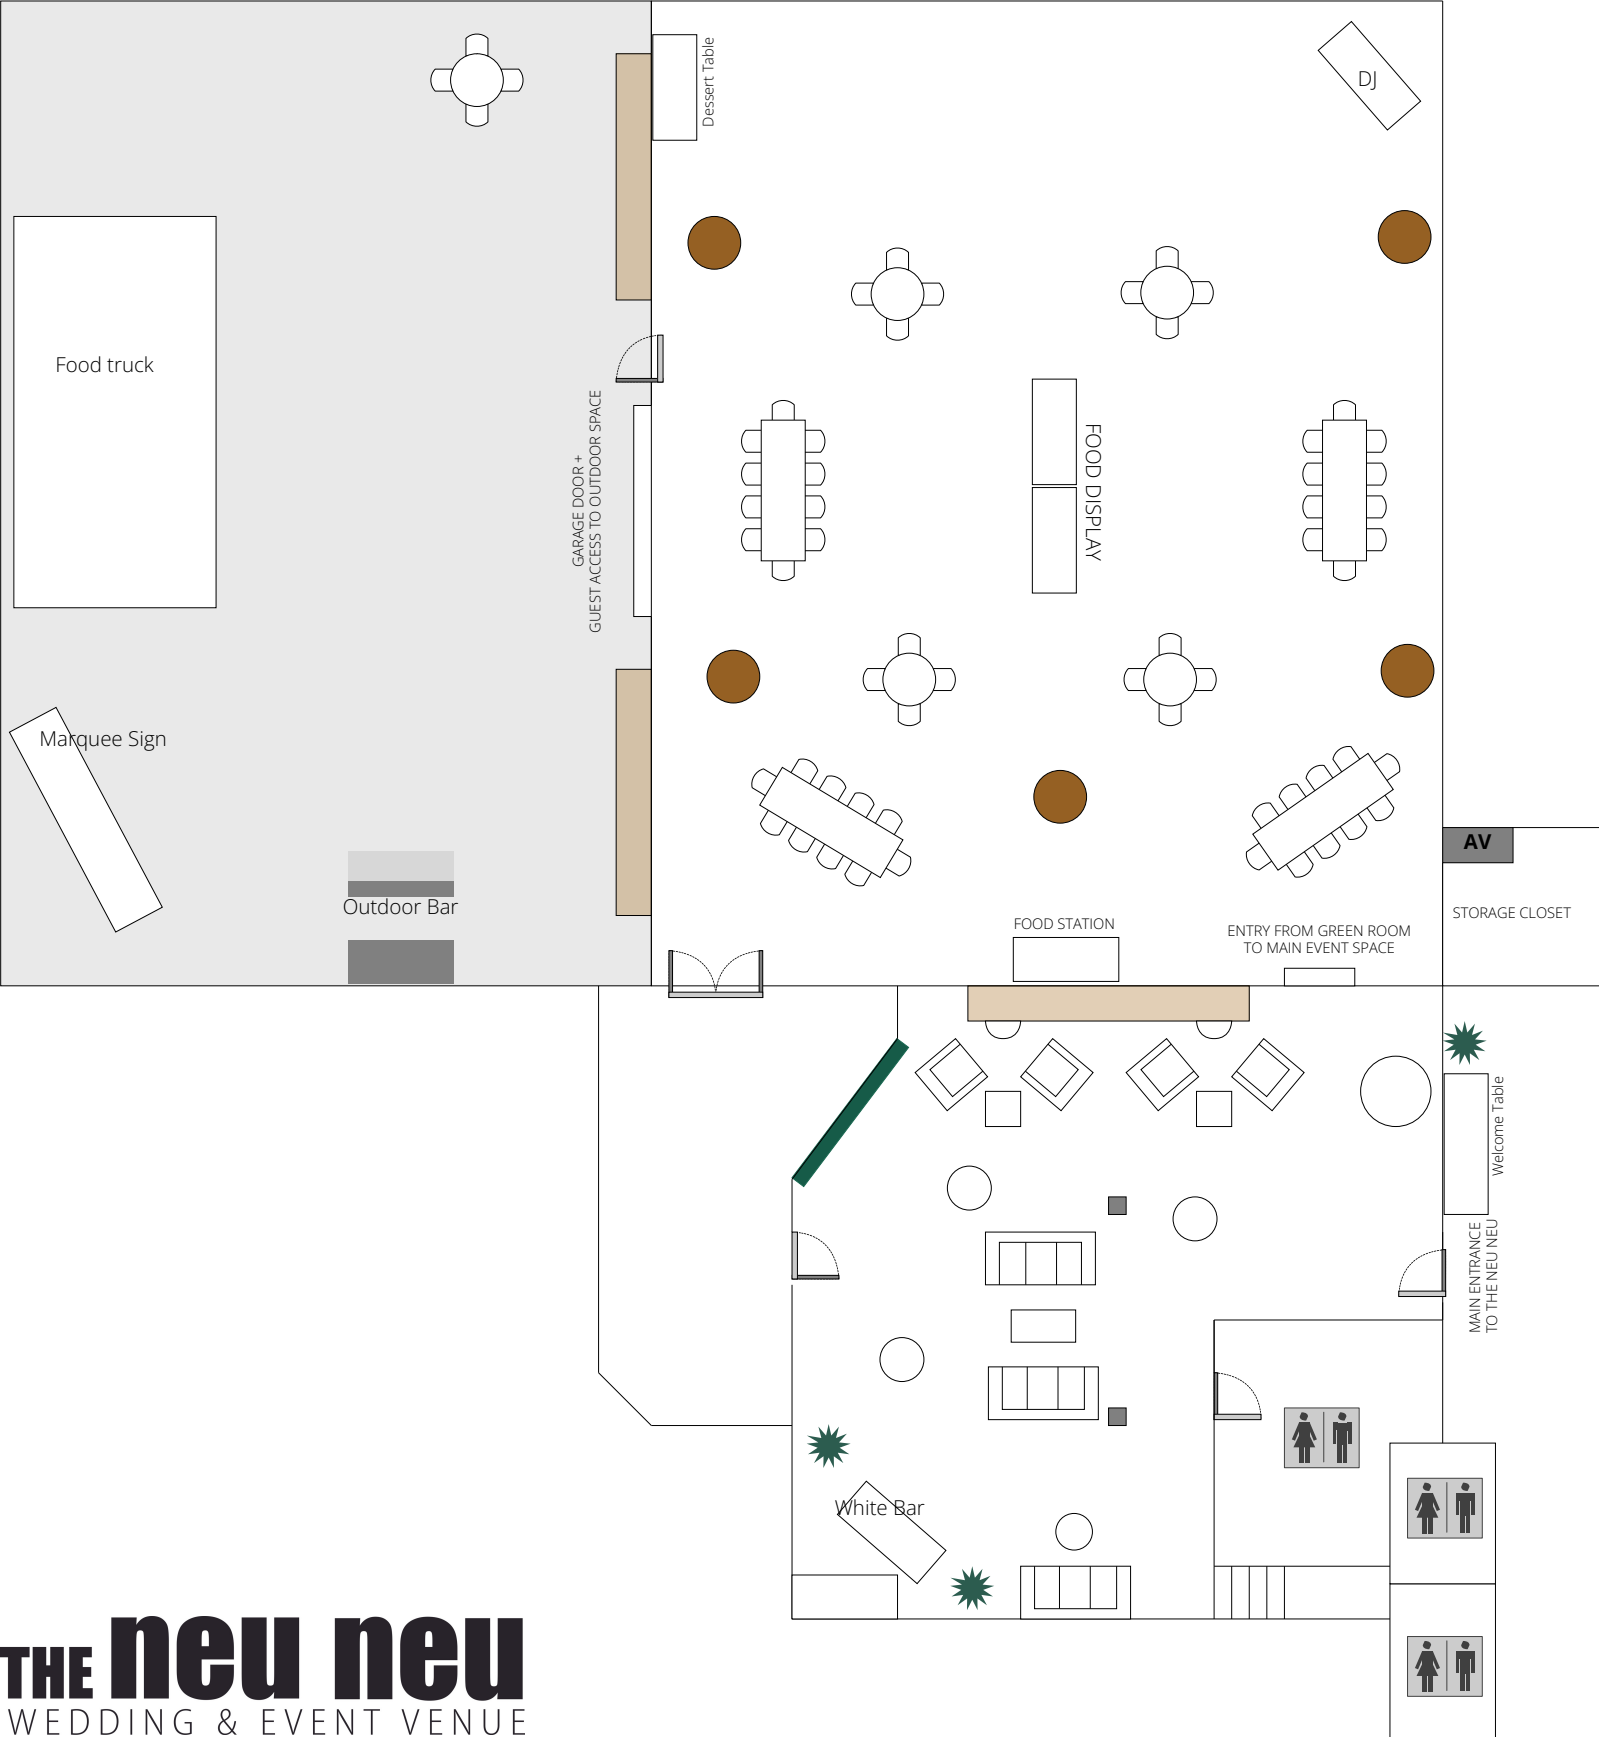 Dessert Table
DJ
Food truck
GARAGE DOOR +
GUEST ACCESS TO OUTDOOR SPACE
FOOD DISPLAY
Marquee Sign
Outdoor Bar
AV
STORAGE CLOSET
FOOD STATION
ENTRY FROM GREEN ROOM
TO MAIN EVENT SPACE
Welcome Table
MAIN ENTRANCE
TO THE NEU NEU
White Bar
THE neu neu
WEDDING & EVENT VENUE